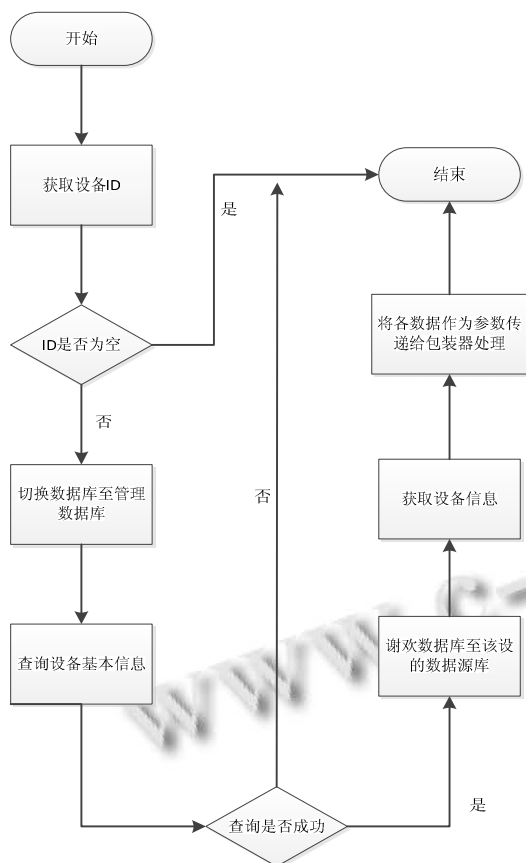 开始
获取设备ID
ID是否为空
是
否
切换数据库至管理
数据库
查询设备基本信息
查询是否成功
否
是
谢欢数据库至该设
的数据源库
获取设备信息
将各数据作为参数传
递给包装器处理
结束
www.c-